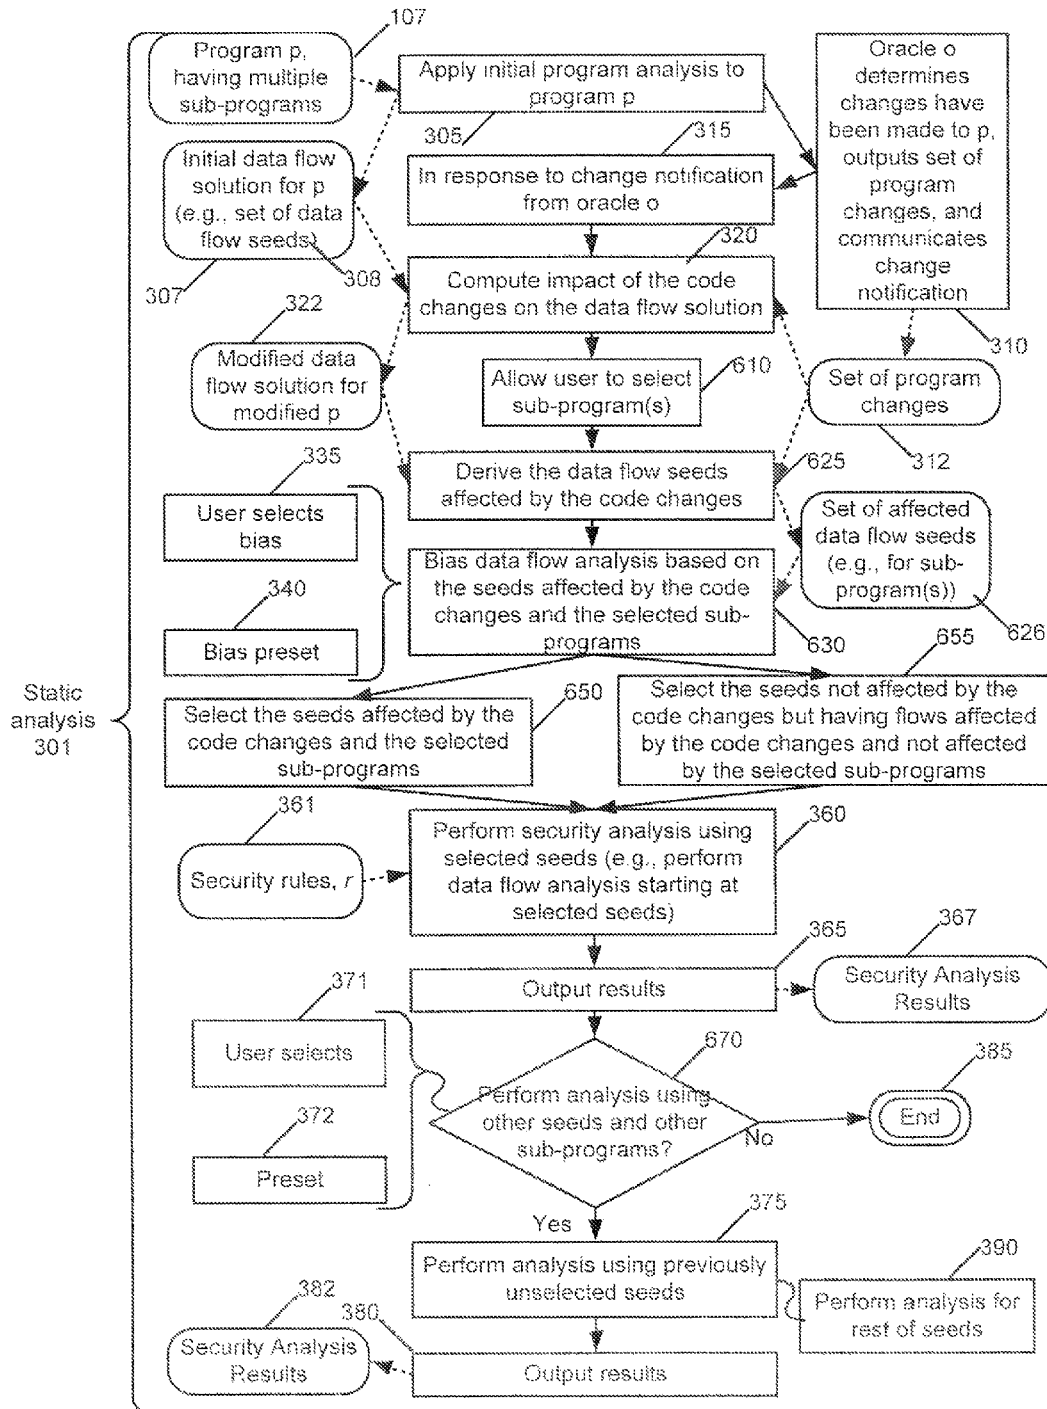 107
Program p,
having multiple
sub-programs
Apply initial program analysis to
program p
305
Oracle o
determines
changes have
been made to p,
outputs set of
program
changes, and
communicates
change
notification
310
315
In response to change notification
from oracle o
Initial data flow
solution for p
(e.g., set of data
flow seeds)
308
307
320
Compute impact of the code
changes on the data flow solution
322
Modified data
flow solution for
modified p
Allow user to select
sub-program(s)
610
Set of program
changes
312
Derive the data flow seeds
affected by the code changes
625
335
User selects
bias
340
Bias preset
Set of affected
data flow seeds
(e.g., for sub-
program(s))
626
Bias data flow analysis based on
the seeds affected by the code
changes and the selected sub-
programs
630
Static
analysis
301
Select the seeds affected by the
code changes and the selected
sub-programs
650
655
Select the seeds not affected by the
code changes but having flows affected
by the code changes and not affected
by the selected sub-programs
361
Security rules, r
Perform security analysis using
selected seeds (e.g., perform
data flow analysis starting at
selected seeds)
360
365
Output results
367
Security Analysis
Results
371
User selects
372
Preset
670
Perform analysis using
other seeds and other
sub-programs?
No
385
End
Yes
375
Perform analysis using previously
unselected seeds
390
Perform analysis for
rest of seeds
382
Security Analysis
Results
380
Output results